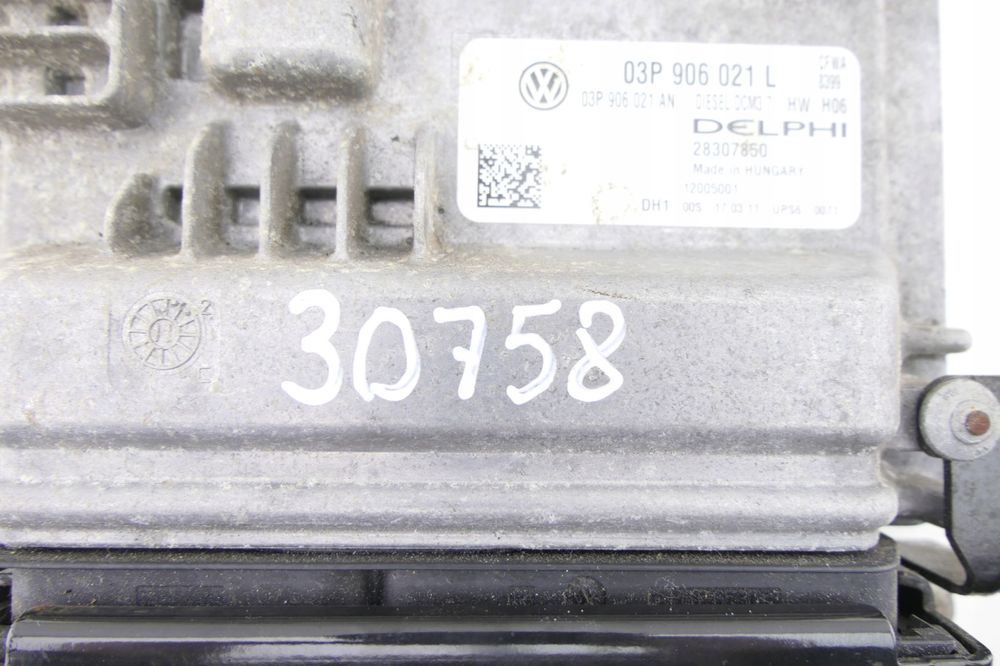 03P 906 021 L
CFWA
8399
03P 906 021 AN DIESEL DCM3.7 HW H06
DELPHI
28307850
Made in HUNGARY
12005001
DH1 00S 17.03.11 UPS6 0071
30758